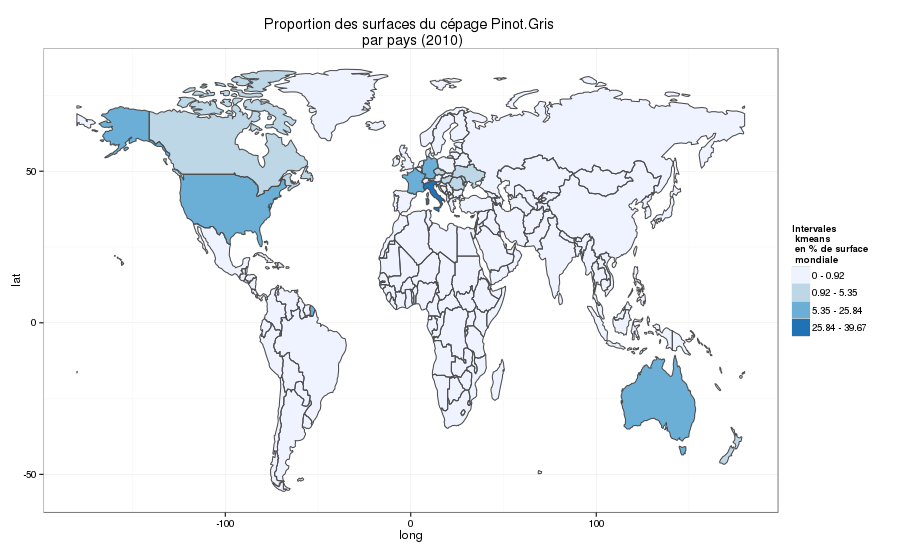 Proportion des surfaces du cépage Pinot.Gris
par pays (2010)
50
0
-50
lat
-100
0
100
long
Intervales
kmeans
en % de surface
mondiale
0 - 0.92
0.92 - 5.35
5.35 - 25.84
25.84 - 39.67